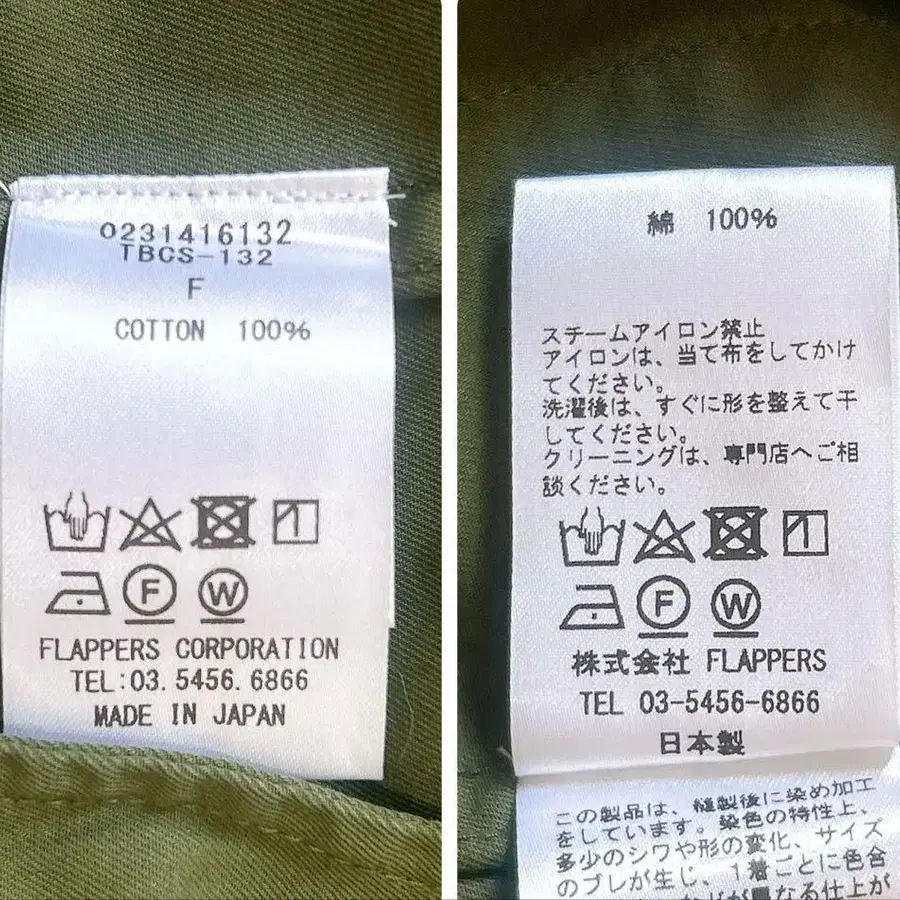 0231416132
TBCS-132
F
COTTON 100%
F
W
FLAPPERS CORPORATION
TEL:03.5456.6866
MADE IN JAPAN
綿 100%
スチームアイロン禁止
アイロンは、当て布をしてかけ
てください。
洗濯後は、すぐに形を整えて干
してください。
クリーニングは、専門店へご相
談ください。
F
W
株式会社 FLAPPERS
TEL 03-5456-6866
日本製
この製品は、縫製後に染め加工
をしています。染色の特性上、
多少のシワや形の変化、サイズ
のブレが生じ、1着ごとに色合
なる仕上が